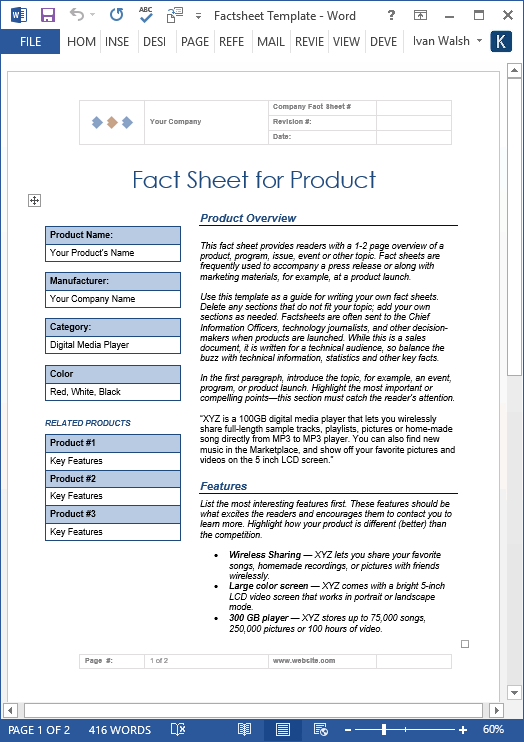 Factsheet Template - Word
FILE HOM INSE DESI PAGE REFE MAIL REVIE VIEW DEVE Ivan Walsh K
Your Company
Company Fact Sheet #
Revision #:
Date:
Fact Sheet for Product
Product Name:
Your Product's Name
Manufacturer:
Your Company Name
Category:
Digital Media Player
Color
Red, White, Black
RELATED PRODUCTS
Product #1
Key Features
Product #2
Key Features
Product #3
Key Features
Product Overview
This fact sheet provides readers with a 1-2 page overview of a
product, program, issue, event or other topic. Fact sheets are
frequently used to accompany a press release or along with
marketing materials, for example, at a product launch.
Use this template as a guide for writing your own fact sheets.
Delete any sections that do not fit your topic; add your own
sections as needed. Factsheets are often sent to the Chief
Information Officers, technology journalists, and other decision-
makers when products are launched. While this is a sales
document, it is written for a technical audience, so balance the
buzz with technical information, statistics and other key facts.
In the first paragraph, introduce the topic, for example, an event,
program, or product launch. Highlight the most important or
compelling points—this section must catch the reader's attention.
"XYZ is a 100GB digital media player that lets you wirelessly
share full-length sample tracks, playlists, pictures or home-made
song directly from MP3 to MP3 player. You can also find new
music in the Marketplace, and show off your favorite pictures and
videos on the 5 inch LCD screen."
Features
List the most interesting features first. These features should be
what excites the readers and encourages them to contact you to
learn more. Highlight how your product is different (better) than
the competition.
• Wireless Sharing — XYZ lets you share your favorite
songs, homemade recordings, or pictures with friends
wirelessly.
• Large color screen — XYZ comes with a bright 5-inch
LCD video screen that works in portrait or landscape
mode.
• 300 GB player — XYZ stores up to 75,000 songs,
250,000 pictures or 100 hours of video.
Page #: 1 of 2 www.website.com
PAGE 1 OF 2 416 WORDS 60%